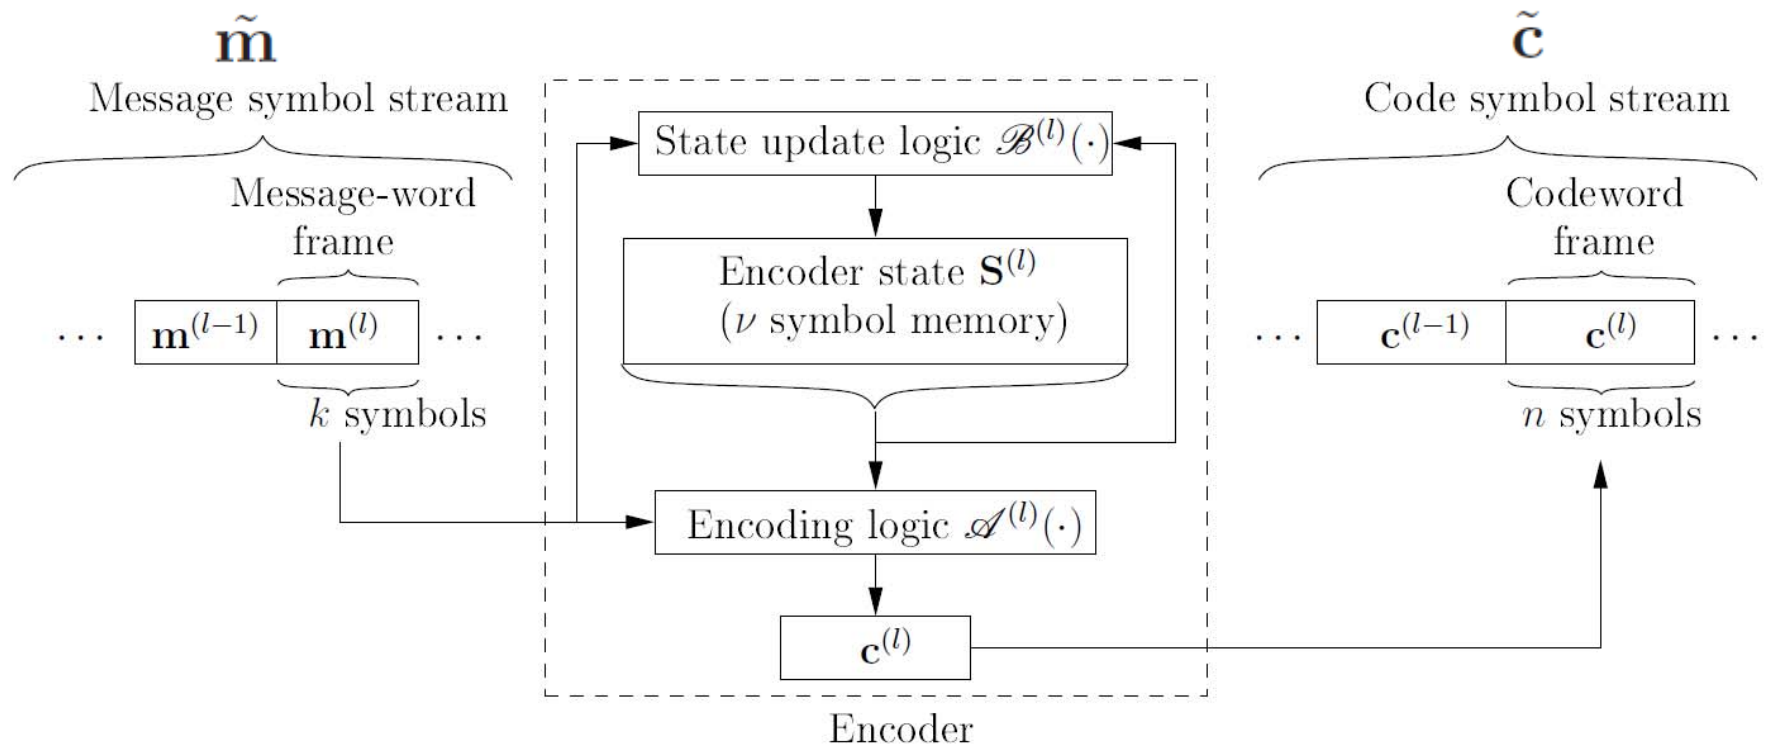 m̃
Message symbol stream
Message-word
frame
⋯ m^(l−1) m^(l) ⋯
k symbols
State update logic ℬ^(l)(·)
Encoder state S^(l)
(ν symbol memory)
Encoding logic 𝒜^(l)(·)
c^(l)
Encoder
c̃
Code symbol stream
Codeword
frame
⋯ c^(l−1) c^(l) ⋯
n symbols